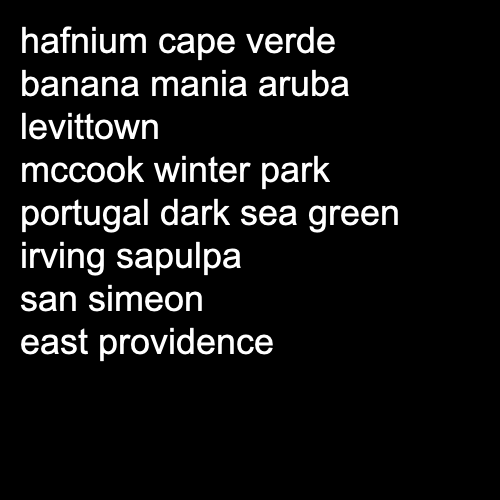 hafnium cape verde
banana mania aruba
levittown
mccook winter park
portugal dark sea green
irving sapulpa
san simeon
east providence